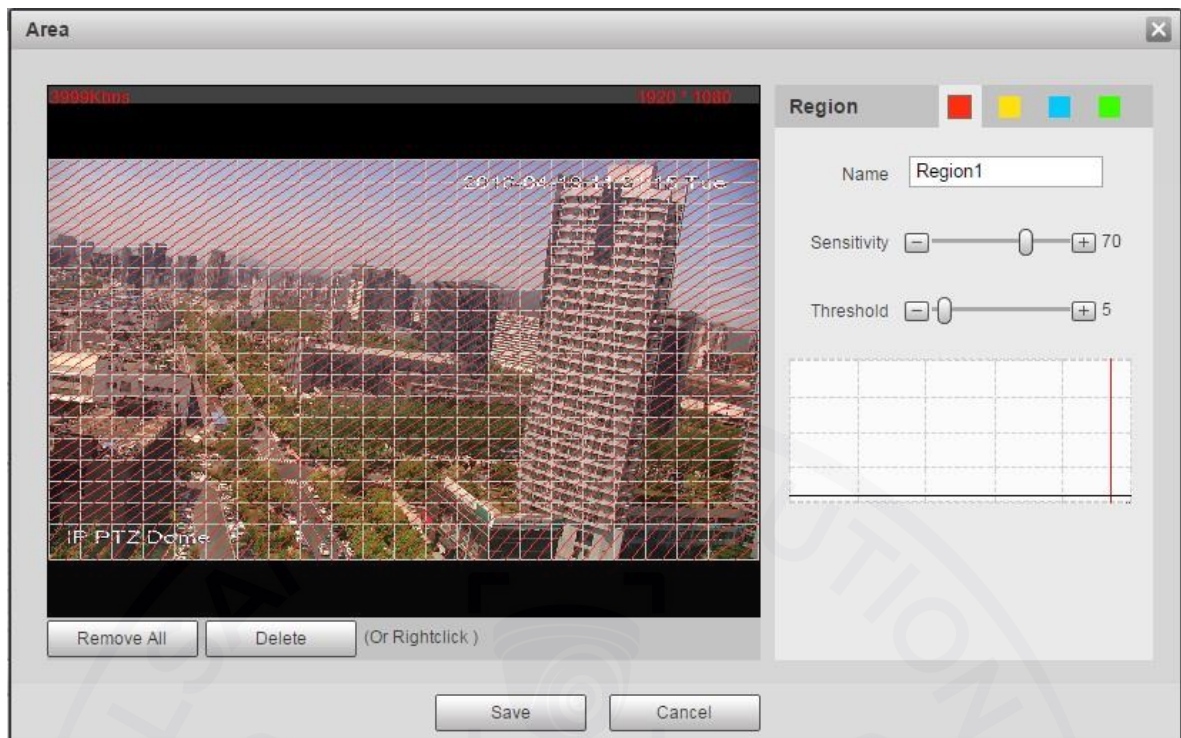 Area
3999Kbps
1920 * 1080
Region
Name
Region1
Sensitivity
70
Threshold
5
Tue
IP PTZ Dome
Remove All
Delete
(Or Rightclick )
Save
Cancel